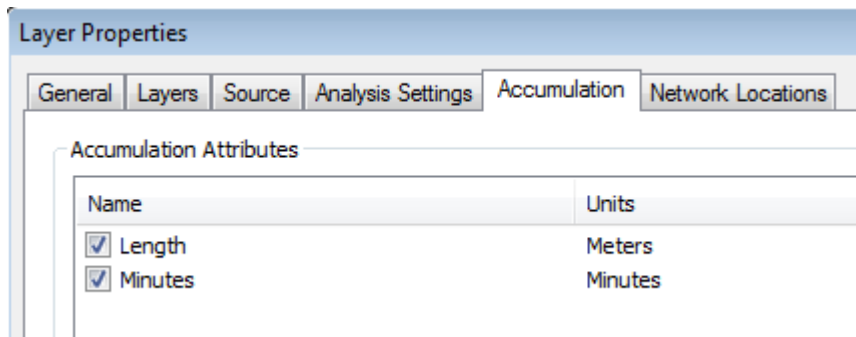 Layer Properties
General Layers Source Analysis Settings Accumulation Network Locations
Accumulation Attributes
Name Units
Length Meters
Minutes Minutes